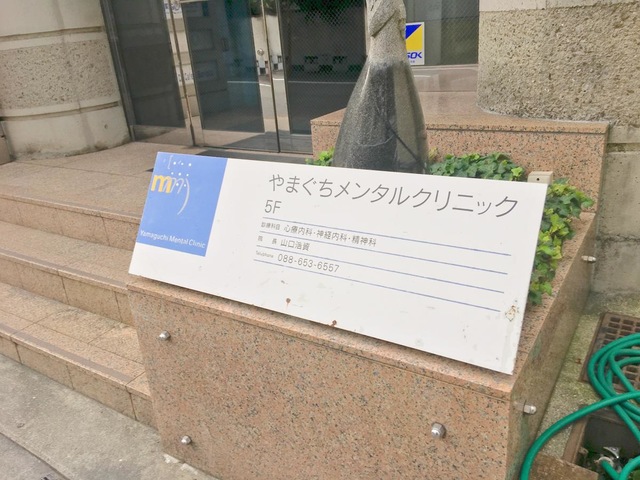 やまぐちメンタルクリニック
5F
診療科目 心療内科・神経内科・精神科
院 長 山口浩資
Telephone 088-653-6557
Yamaguchi Mental Clinic
SOK